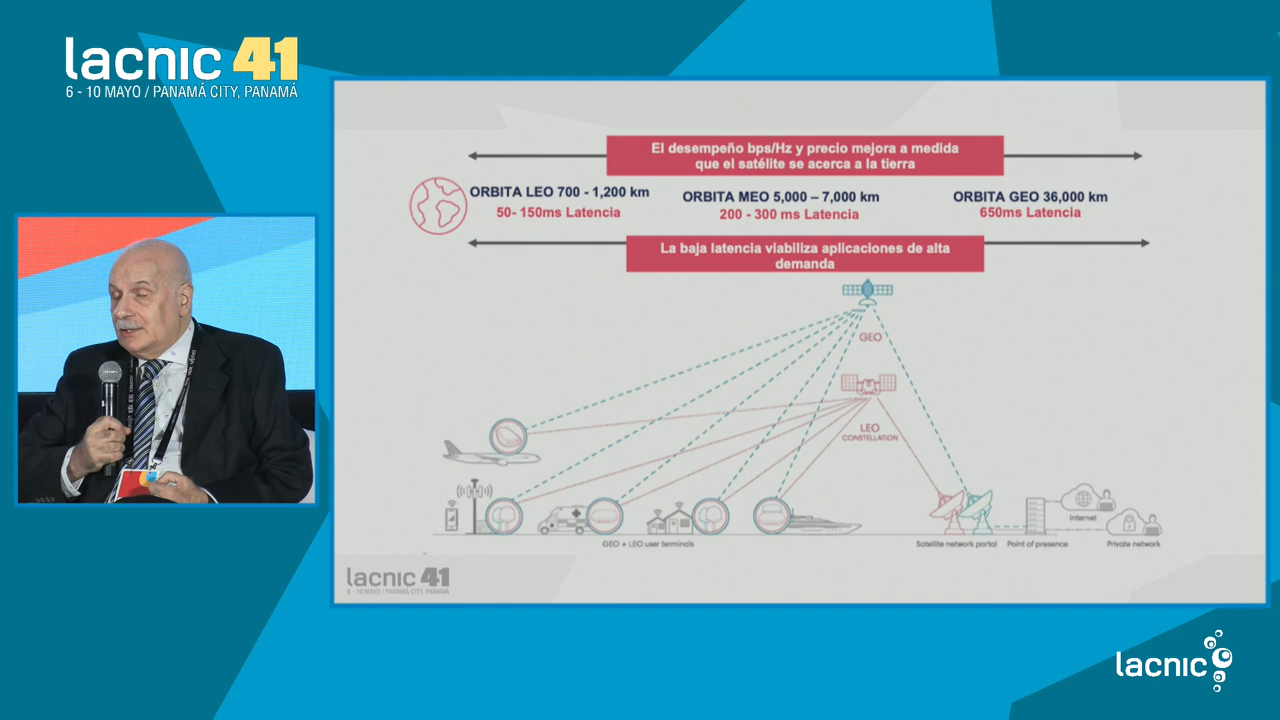 lacnic 41
6 - 10 MAYO / PANAMÁ CITY, PANAMÁ
El desempeño bps/Hz y precio mejora a medida
que el satélite se acerca a la tierra
ORBITA LEO 700 - 1,200 km
50- 150ms Latencia
ORBITA MEO 5,000 – 7,000 km
200 - 300 ms Latencia
ORBITA GEO 36,000 km
650ms Latencia
La baja latencia viabiliza aplicaciones de alta
demanda
GEO
LEO
CONSTELLATION
Internet
GEO + LEO user terminals
Satellite network portal
Point of presence
Private network
lacnic 41
6 - 10 MAYO / PANAMÁ CITY, PANAMÁ
lacnic